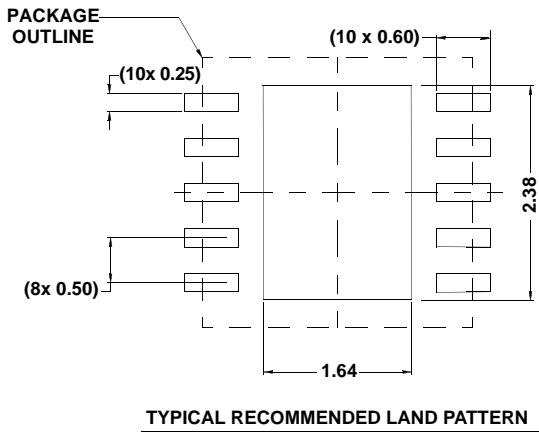 PACKAGE
OUTLINE
(10 x 0.60)
(10x 0.25)
2.38
(8x 0.50)
1.64
TYPICAL RECOMMENDED LAND PATTERN